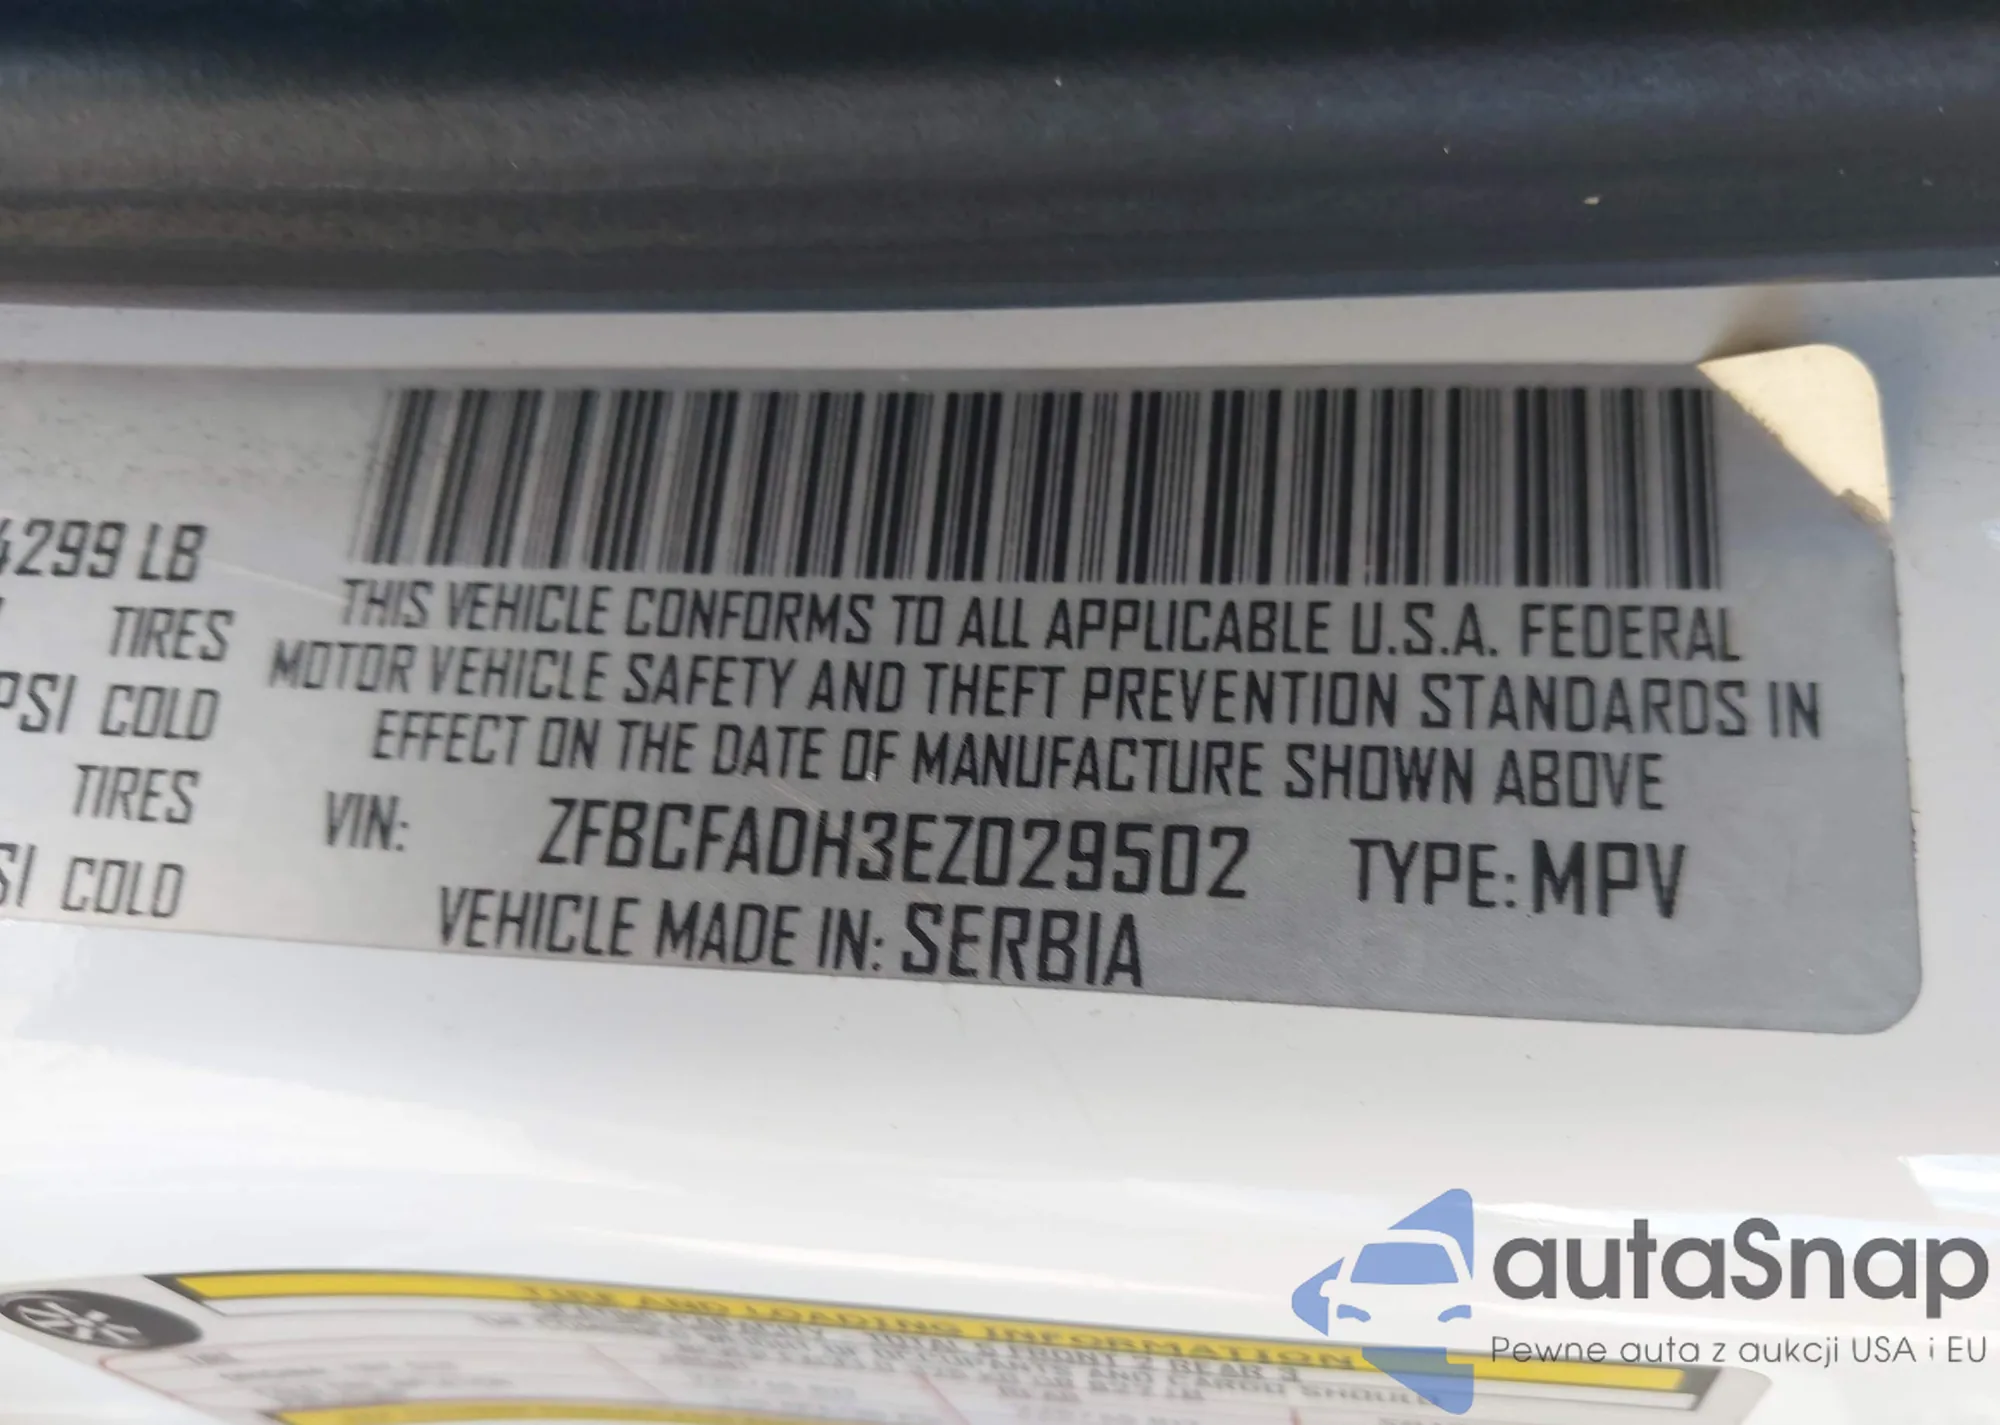 4299 LB
TIRES
PSI COLD
TIRES
SI COLD
THIS VEHICLE CONFORMS TO ALL APPLICABLE U.S.A. FEDERAL
MOTOR VEHICLE SAFETY AND THEFT PREVENTION STANDARDS IN
EFFECT ON THE DATE OF MANUFACTURE SHOWN ABOVE
VIN: ZFBCFADH3EZ029502 TYPE: MPV
VEHICLE MADE IN: SERBIA
TIRE AND LOADING INFORMATION
autaSnap
Pewne auta z aukcji USA i EU